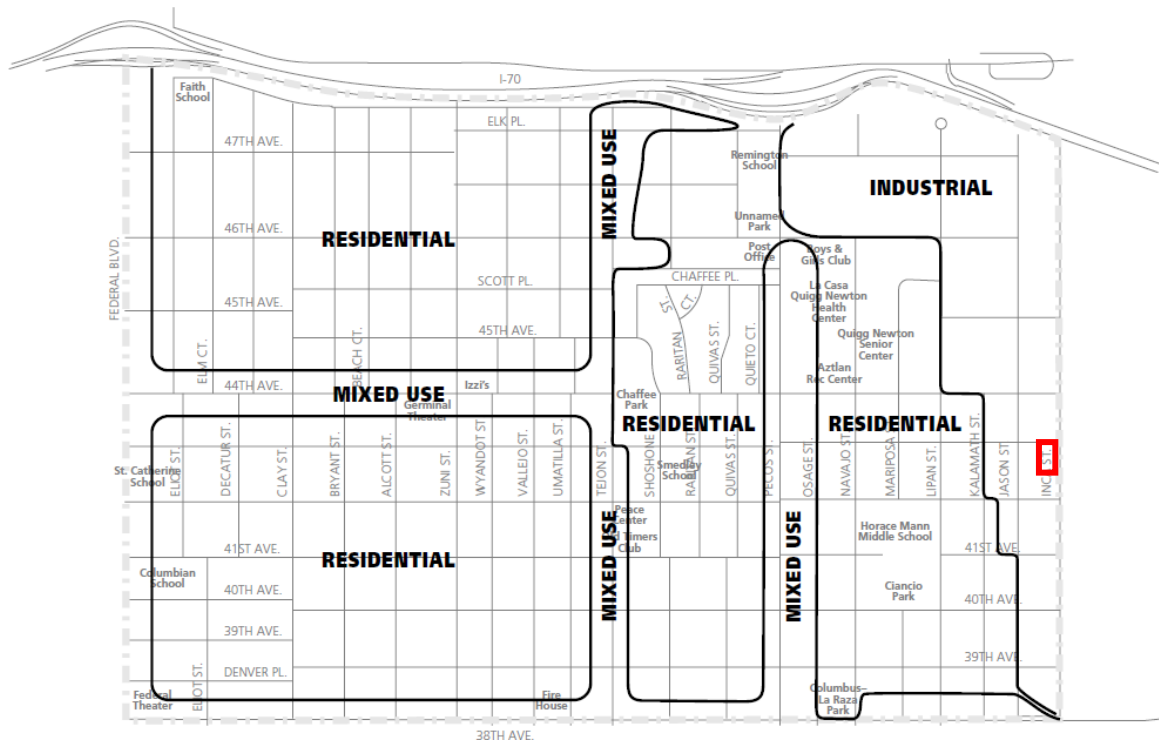 I-70
Faith
School
ELK PL.
47TH AVE.
MIXED USE
Remington
School
INDUSTRIAL
Unnamed
Park
46TH AVE.
RESIDENTIAL
Post
Office
Boys &
Girls Club
FEDERAL BLVD.
SCOTT PL.
CHAFFEE PL.
La Casa
Quigg Newton
Health
Center
45TH AVE.
ST.
CT.
45TH AVE.
RARITAN
QUIVAS ST.
QUIETO CT.
Quigg Newton
Senior
Center
ELM CT.
BEACH CT.
Aztlan
Rec Center
44TH AVE.
MIXED USE
Izzi's
Germinal
Theater
Chaffee
Park
RESIDENTIAL
RESIDENTIAL
St. Catherine
School
ELIOT ST.
DECATUR ST.
CLAY ST.
BRYANT ST.
ALCOTT ST.
ZUNI ST.
WYANDOT ST.
VALLEJO ST.
UMATILLA ST.
TEJON ST.
SHOSHONE
Smedley
School
RARITAN ST.
QUIVAS ST.
PECOS ST.
OSAGE ST.
NAVAJO ST.
MARIPOSA ST.
LIPAN ST.
KALAMATH ST.
JASON ST
INC
ST.
Peace
Center
Old Timers
Club
MIXED USE
MIXED USE
Horace Mann
Middle School
41ST AVE.
RESIDENTIAL
41ST AVE.
Columbian
School
40TH AVE.
Ciancio
Park
40TH AVE.
39TH AVE.
39TH AVE.
DENVER PL.
ELIOT ST.
Federal
Theater
Fire
House
Columbus–
La Raza
Park
38TH AVE.